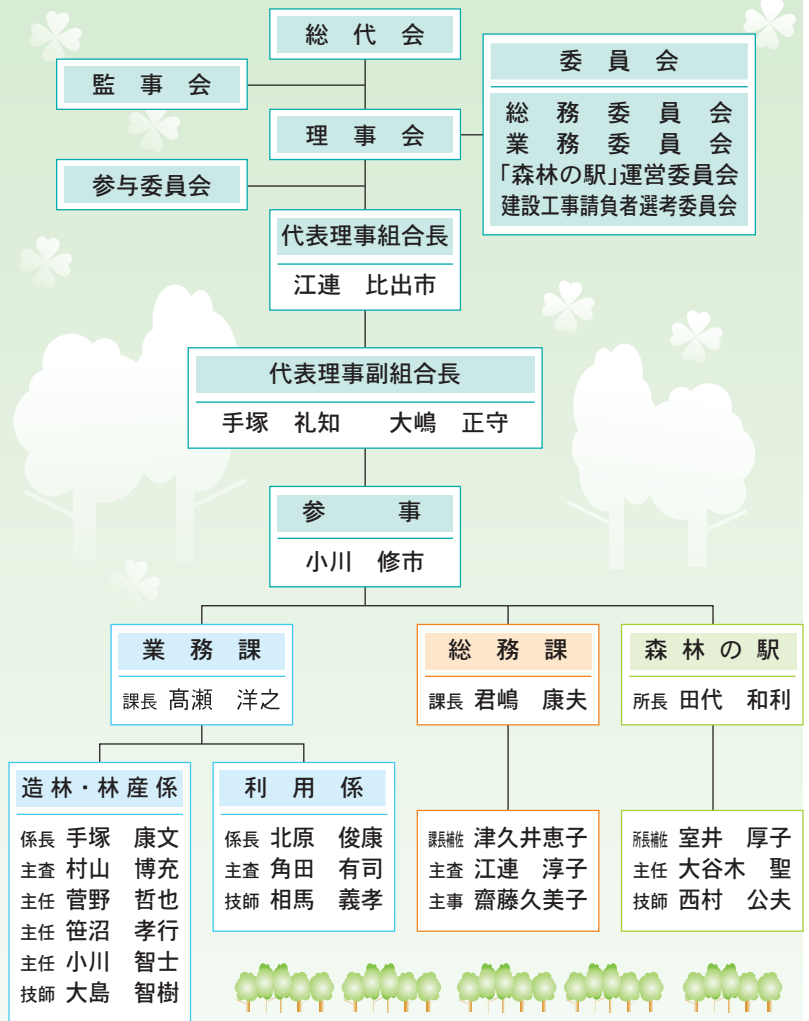 総代会
監事会
委員会
総務委員会
業務委員会
「森林の駅」運営委員会
建設工事請負者選考委員会
理事会
参与委員会
代表理事組合長
江連　比出市
代表理事副組合長
手塚　礼知　　大嶋　正守
参事
小川　修市
業務課
課長 髙瀬　洋之
総務課
課長 君嶋　康夫
森林の駅
所長 田代　和利
造林・林産係
係長 手塚　康文
主査 村山　博充
主任 菅野　哲也
主任 笹沼　孝行
主任 小川　智士
技師 大島　智樹
利用係
係長 北原　俊康
主査 角田　有司
技師 相馬　義孝
課長補佐 津久井恵子
主査 江連　淳子
主事 齋藤久美子
所長補佐 室井　厚子
主任 大谷木　聖
技師 西村　公夫